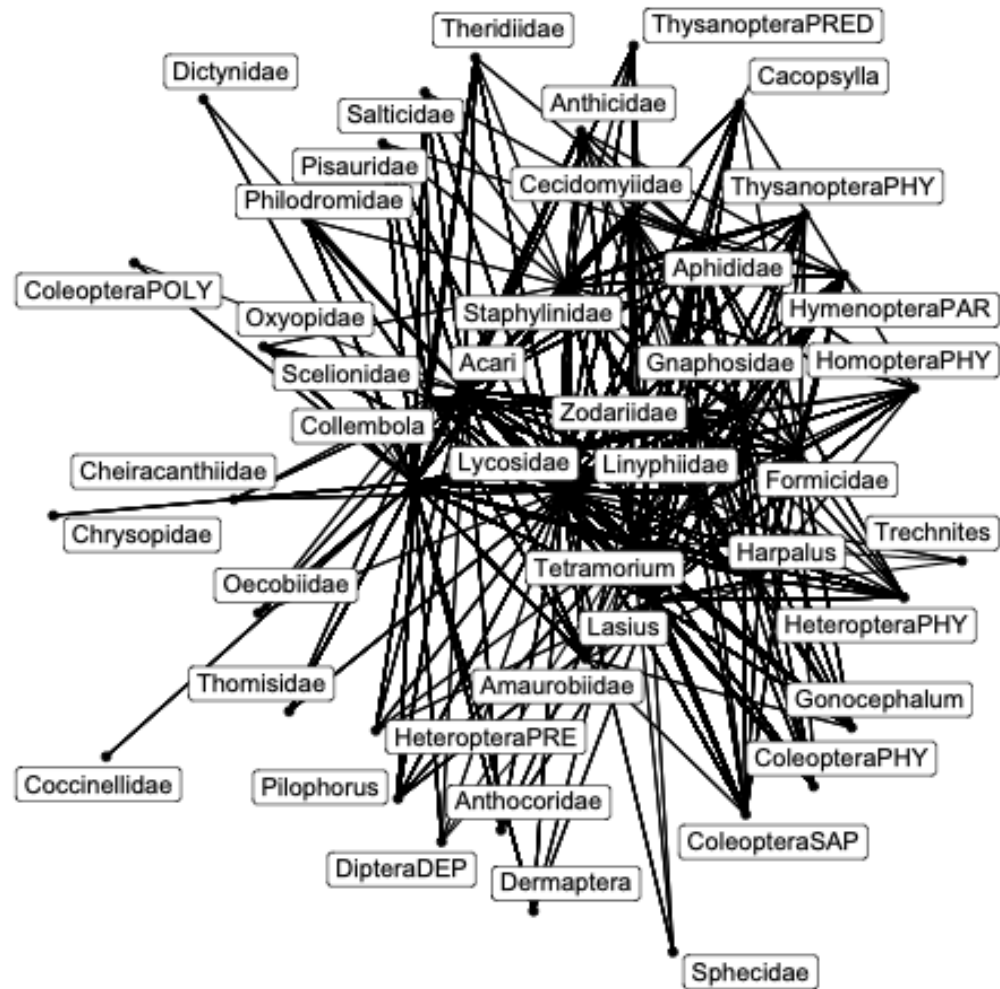 Theridiidae
ThysanopteraPRED
Dictynidae
Cacopsylla
Salticidae
Anthicidae
Pisauridae
Cecidomyiidae
ThysanopteraPHY
Philodromidae
Aphididae
ColeopteraPOLY
HymenopteraPAR
Oxyopidae
Staphylinidae
Acari
Gnaphosidae
HomopteraPHY
Scelionidae
Zodariidae
Collembola
Lycosidae
Linyphiidae
Cheiracanthiidae
Formicidae
Chrysopidae
Trechnites
Harpalus
Tetramorium
Oecobiidae
Lasius
HeteropteraPHY
Thomisidae
Amaurobiidae
Gonocephalum
HeteropteraPRE
ColeopteraPHY
Coccinellidae
Pilophorus
Anthocoridae
ColeopteraSAP
DipteraDEP
Dermaptera
Sphecidae